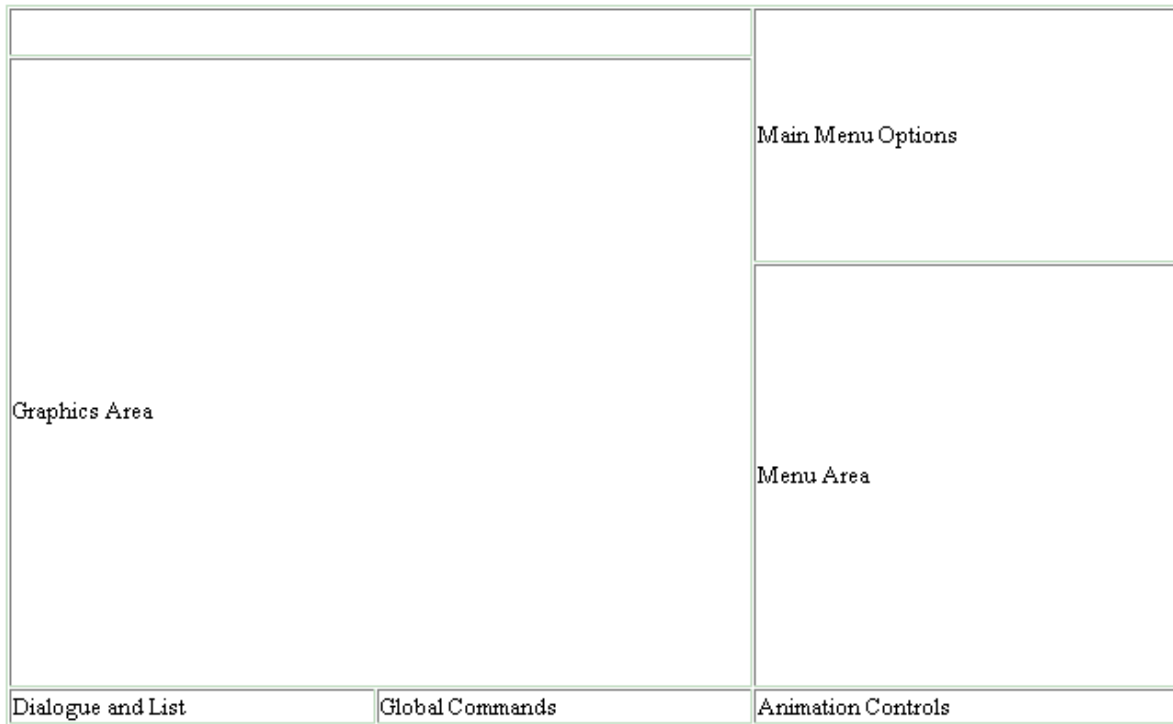 Main Menu Options
Graphics Area
Menu Area
Dialogue and List
Global Commands
Animation Controls